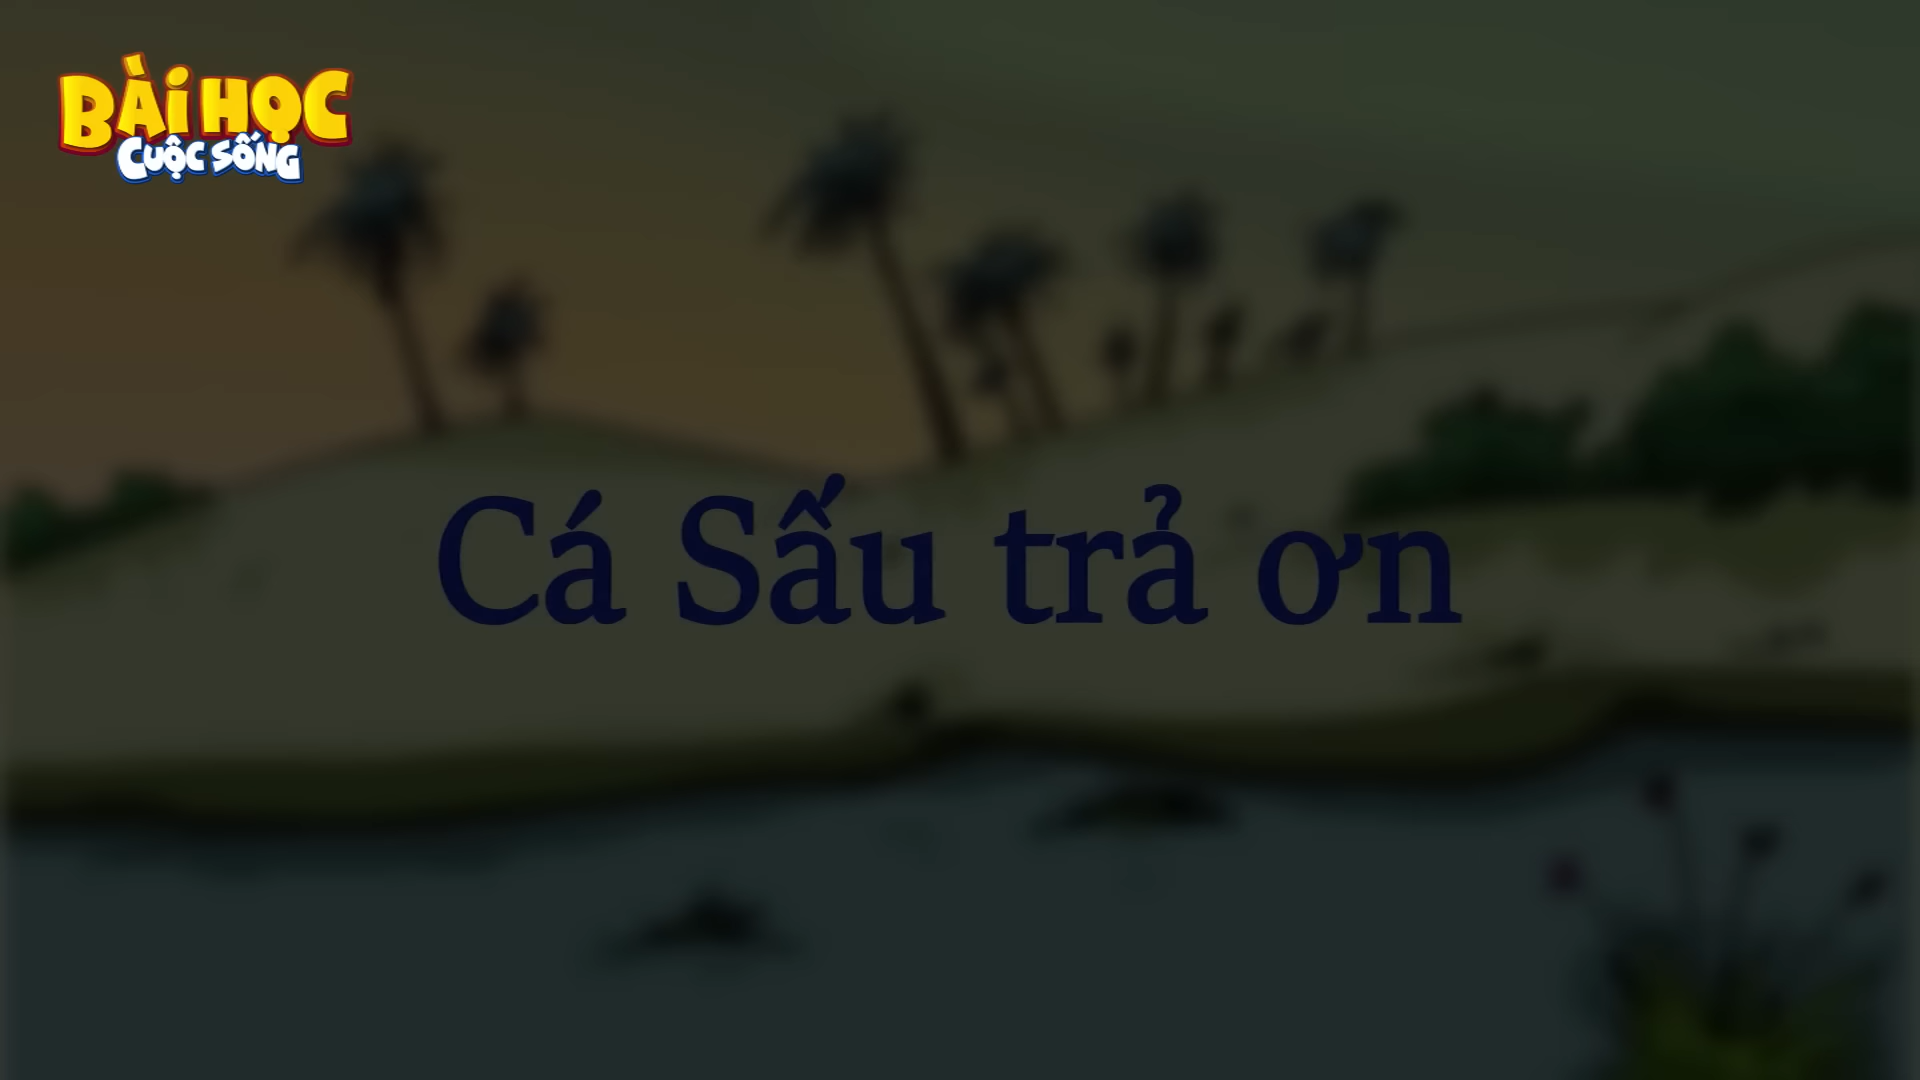 BÀI HỌC
CUỘC SỐNG
Cá Sấu trả ơn